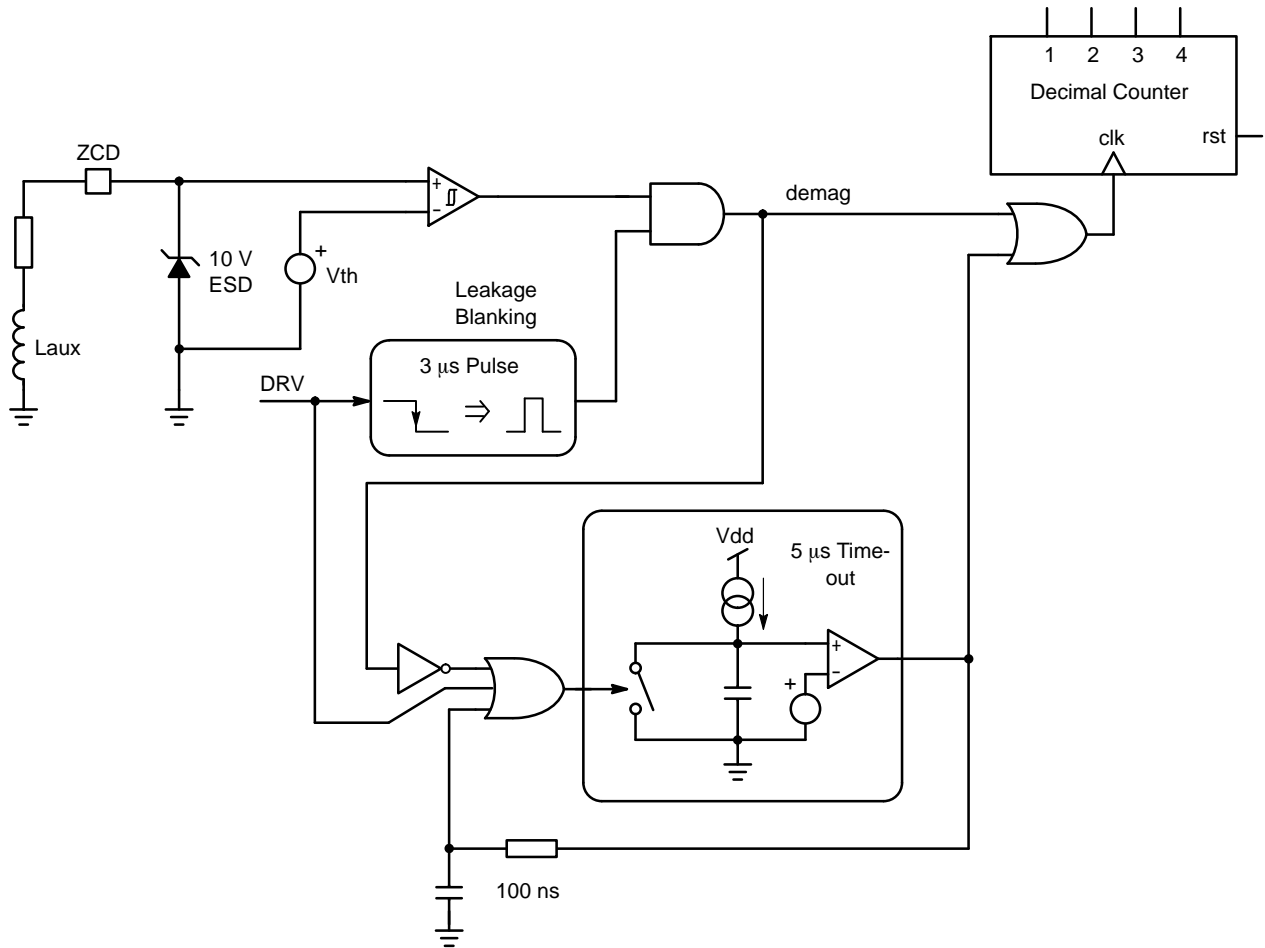 1 2 3 4
Decimal Counter
clk
rst
ZCD
+
−
demag
10 V
ESD
+
Vth
Laux
Leakage
Blanking
3 μs Pulse
⇒
DRV
Vdd
5 μs Time-
out
+
−
+
100 ns